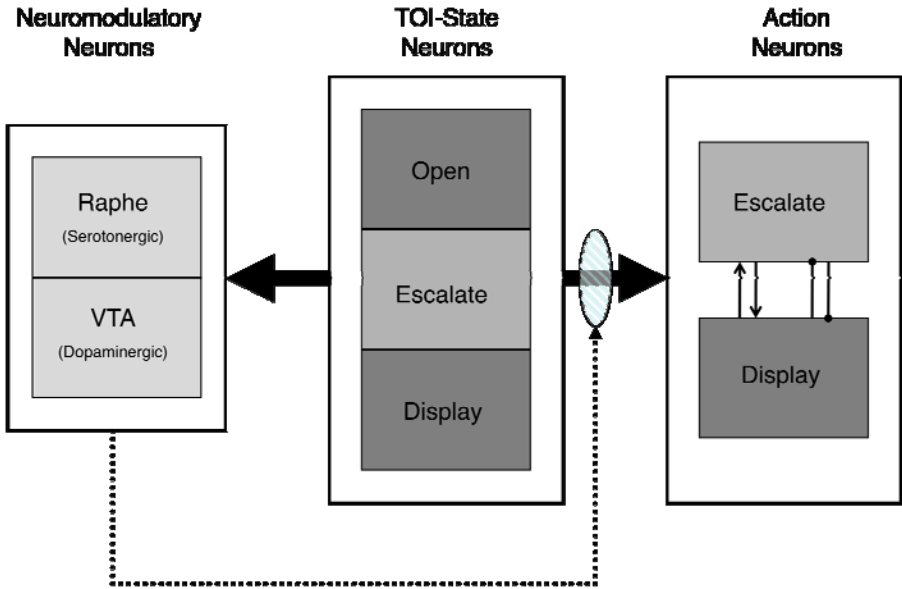 Neuromodulatory
Neurons
TOI-State
Neurons
Action
Neurons
Raphe
(Serotonergic)
VTA
(Dopaminergic)
Open
Escalate
Display
Escalate
Display